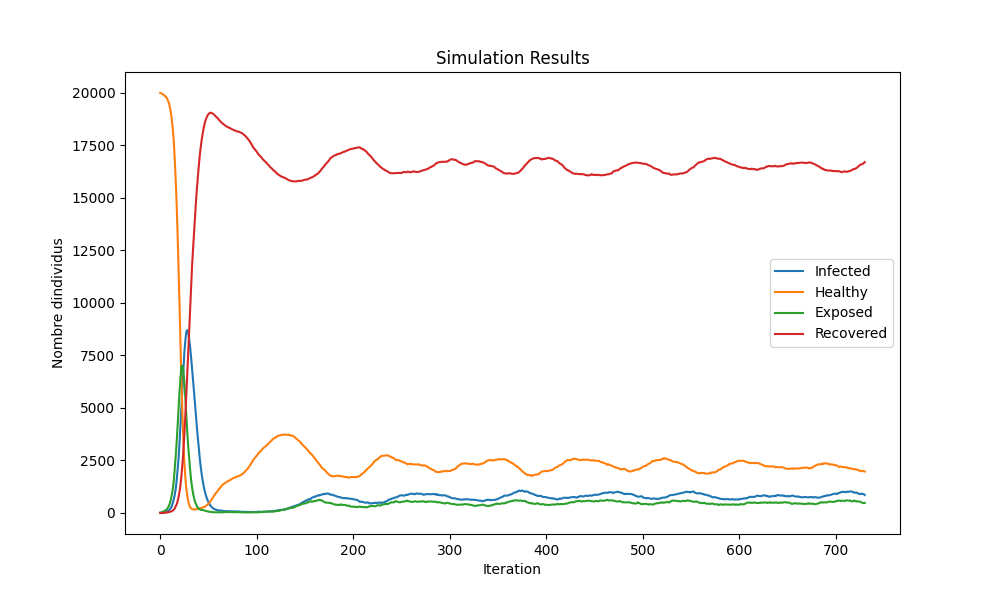 Simulation Results
20000
17500
15000
12500
10000
7500
5000
2500
0
Nombre dindividus
Infected
Healthy
Exposed
Recovered
0 100 200 300 400 500 600 700
Iteration